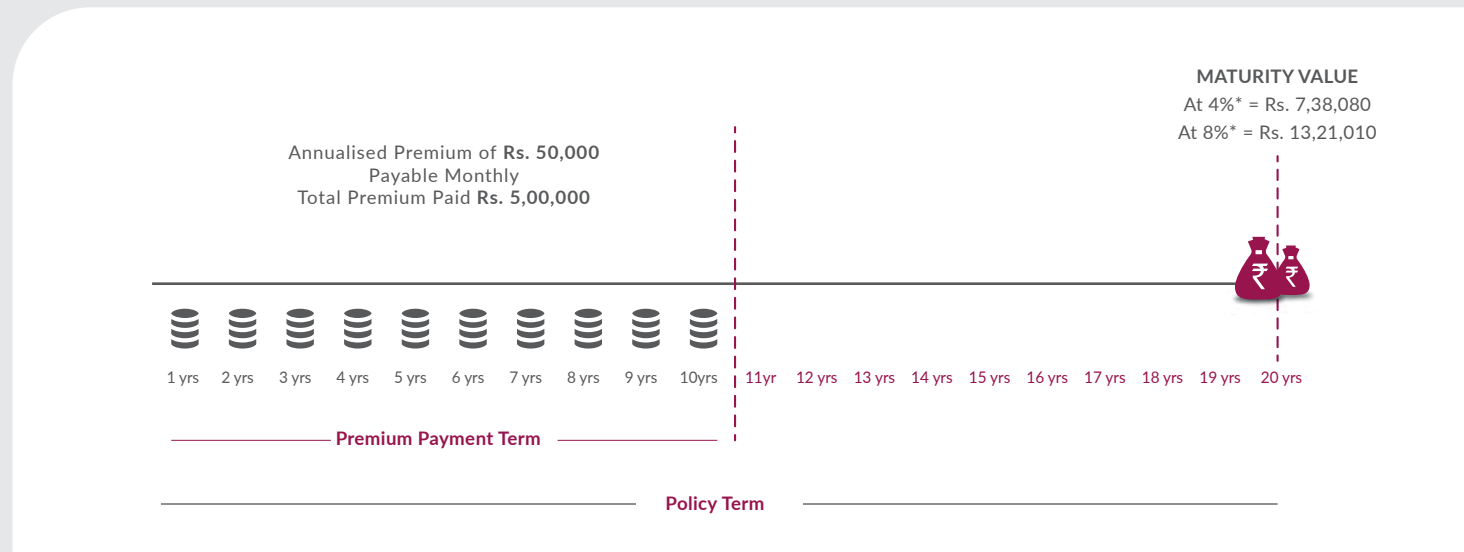 MATURITY VALUE
At 4%* = Rs. 7,38,080
At 8%* = Rs. 13,21,010
Annualised Premium of Rs. 50,000
Payable Monthly
Total Premium Paid Rs. 5,00,000
₹ ₹
1 yrs 2 yrs 3 yrs 4 yrs 5 yrs 6 yrs 7 yrs 8 yrs 9 yrs 10yrs 11yr 12 yrs 13 yrs 14 yrs 15 yrs 16 yrs 17 yrs 18 yrs 19 yrs 20 yrs
Premium Payment Term
Policy Term